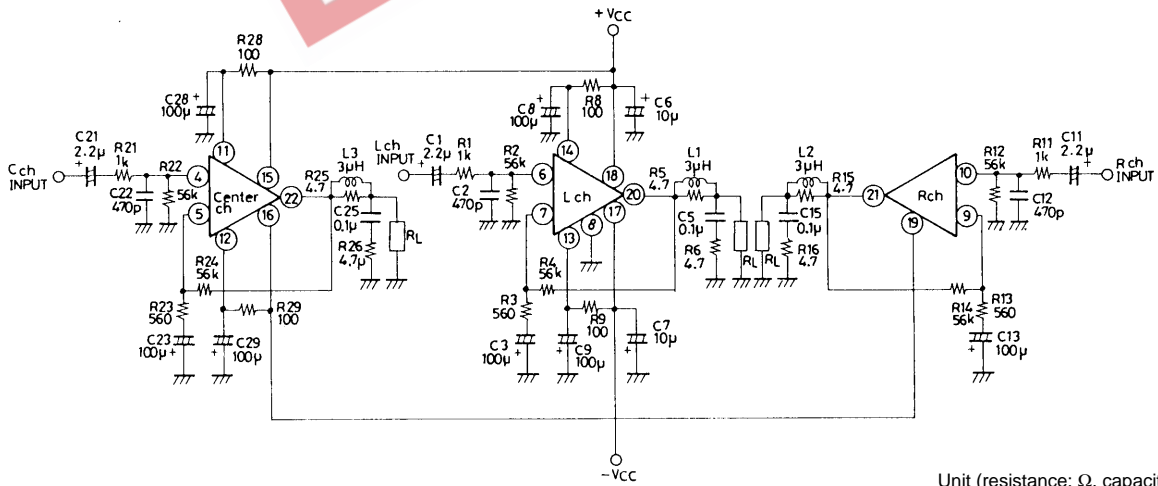 +VCC
R28
100
C28
100μ
+
R8
100
C8
100μ
+
C6
10μ
+
11
14
C21
2.2μ
+
R21
1k
R22
56k
C22
470p
C ch
INPUT
4
5
Center
ch
15
16
12
22
R25
4.7
L3
3μH
C25
0.1μ
R26
4.7μ
RL
L ch
INPUT
C1
2.2μ
+
R1
1k
R2
56k
C2
470p
6
7
L ch
18
17
13
8
20
R5
4.7
L1
3μH
C5
0.1μ
R6
4.7
RL
L2
3μH
R15
4.7
C15
0.1μ
R16
4.7
RL
21
Rch
10
9
19
R12
56k
R11
1k
C11
2.2μ
+
C12
470p
R ch
INPUT
R24
56k
R23
560
C23
100μ
+
C29
100μ
+
R29
100
R4
56k
R3
560
C3
100μ
+
C9
100μ
+
R9
100
C7
10μ
+
R14
56k
R13
560
C13
100μ
+
-VCC
Unit (resistance: Ω, capacit